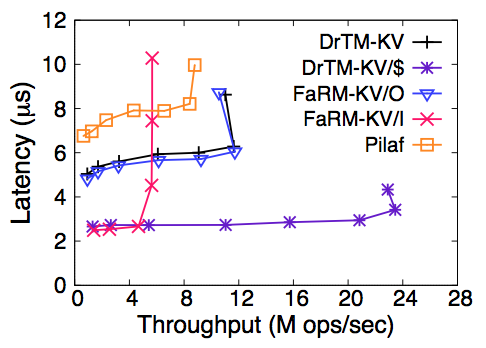 12
10
8
6
4
2
0
Latency (μs)
DrTM-KV
DrTM-KV/$
FaRM-KV/O
FaRM-KV/I
Pilaf
0 4 8 12 16 20 24 28
Throughput (M ops/sec)